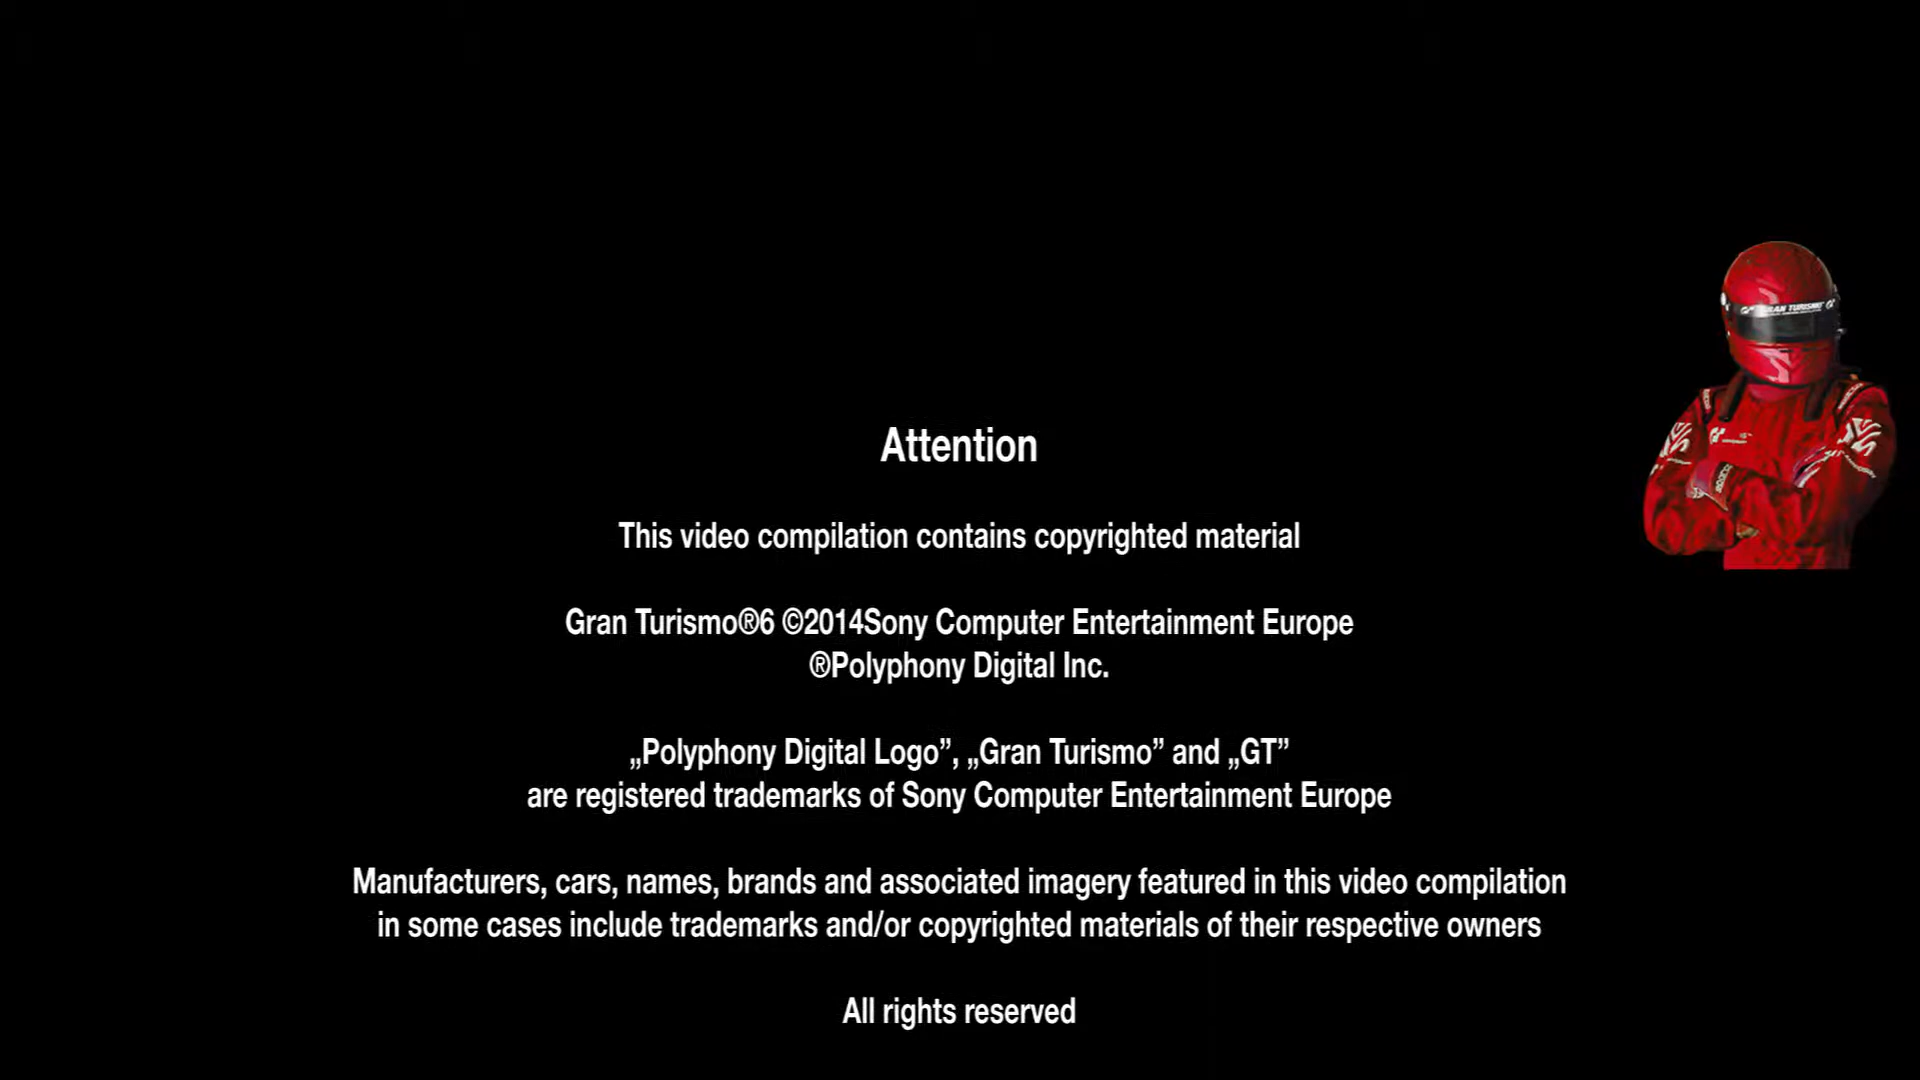 GRAN TURISMO
Attention
This video compilation contains copyrighted material
Gran Turismo®6 ©2014Sony Computer Entertainment Europe
®Polyphony Digital Inc.
„Polyphony Digital Logo”, „Gran Turismo” and „GT”
are registered trademarks of Sony Computer Entertainment Europe
Manufacturers, cars, names, brands and associated imagery featured in this video compilation
in some cases include trademarks and/or copyrighted materials of their respective owners
All rights reserved